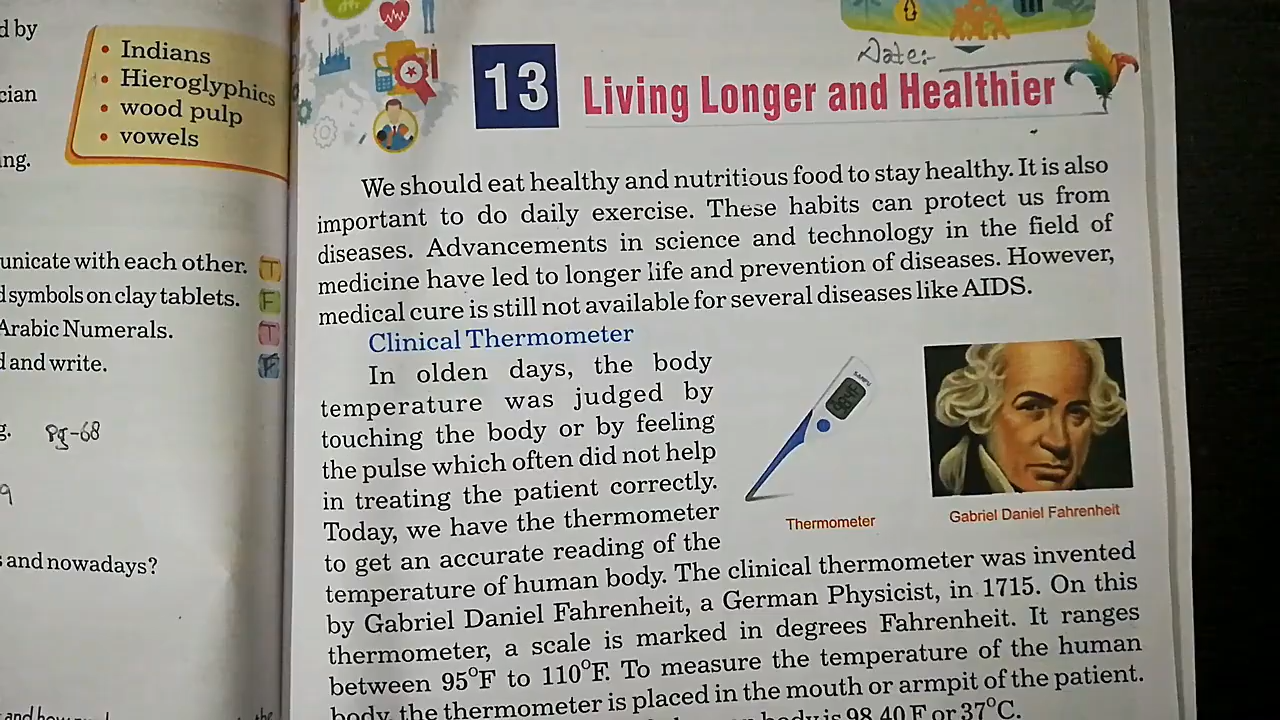 d by
cian
ng.
• Indians
• Hieroglyphics
• wood pulp
• vowels
unicate with each other. T
d symbols on clay tablets. F
Arabic Numerals. T
d and write. F
g. Pg-68
9
s and nowadays?
Date:-
13 Living Longer and Healthier
We should eat healthy and nutritious food to stay healthy. It is also
important to do daily exercise. These habits can protect us from
diseases. Advancements in science and technology in the field of
medicine have led to longer life and prevention of diseases. However,
medical cure is still not available for several diseases like AIDS.
Clinical Thermometer
In olden days, the body
temperature was judged by
touching the body or by feeling
the pulse which often did not help
in treating the patient correctly.
Today, we have the thermometer
to get an accurate reading of the
temperature of human body. The clinical thermometer was invented
by Gabriel Daniel Fahrenheit, a German Physicist, in 1715. On this
thermometer, a scale is marked in degrees Fahrenheit. It ranges
between 95°F to 110°F. To measure the temperature of the human
body, the thermometer is placed in the mouth or armpit of the patient.
body is 98.40 F or 37°C.
Thermometer
Gabriel Daniel Fahrenheit